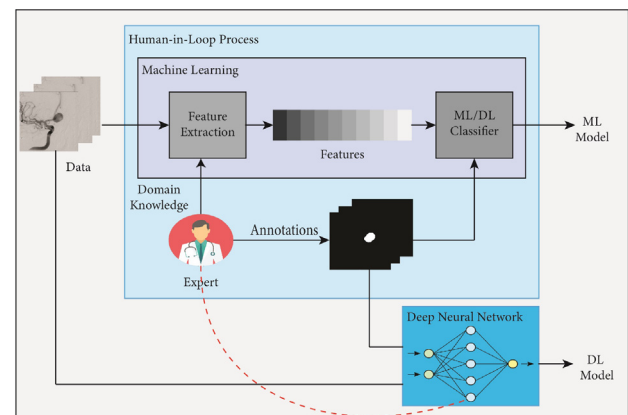 Human-in-Loop Process
Machine Learning
Feature
Extraction
Features
ML/DL
Classifier
ML
Model
Data
Domain
Knowledge
Annotations
Expert
Deep Neural Network
DL
Model